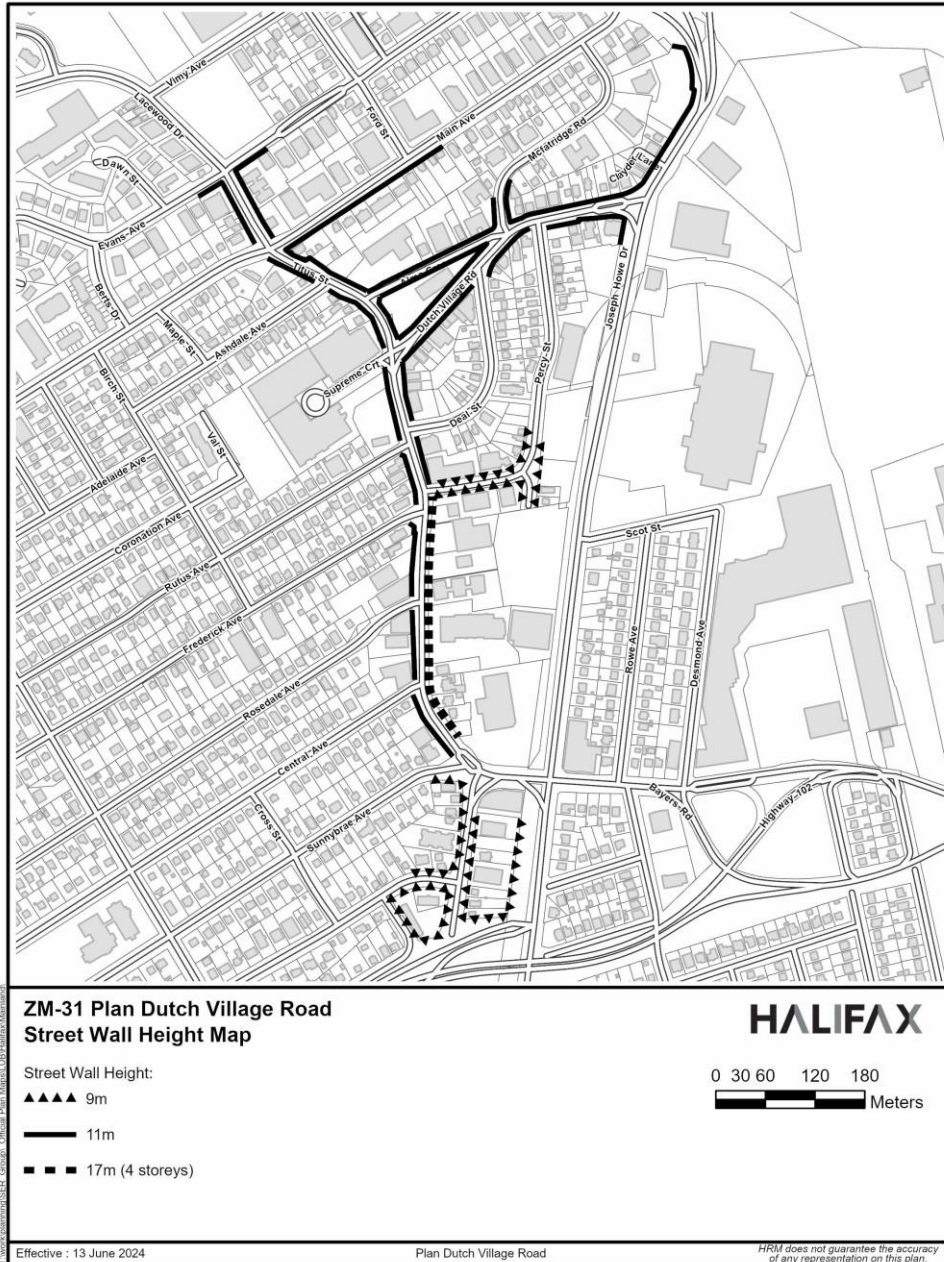 Vimy Ave
Lacewood Dr
Ford St
Main Ave
Mcfatridge Rd
Dawn St
Evans Ave
Titus St
Joseph Howe Dr
Berts Dr
Maple St
Ashdale Ave
Dutch Village Rd
Supreme Crt
Percy St
Birch St
Deal St
Val St
Adelaide Ave
Coronation Ave
Scot St
Rufus Ave
Frederick Ave
Rowe Ave
Desmond Ave
Rosedale Ave
Central Ave
Cross St
Sunnybrae Ave
Bayers Rd
Highway 102
ZM-31 Plan Dutch Village Road
Street Wall Height Map
HALIFAX
Street Wall Height:
9m
11m
17m (4 storeys)
0 30 60 120 180
Meters
Effective : 13 June 2024
Plan Dutch Village Road
HRM does not guarantee the accuracy
of any representation on this plan.